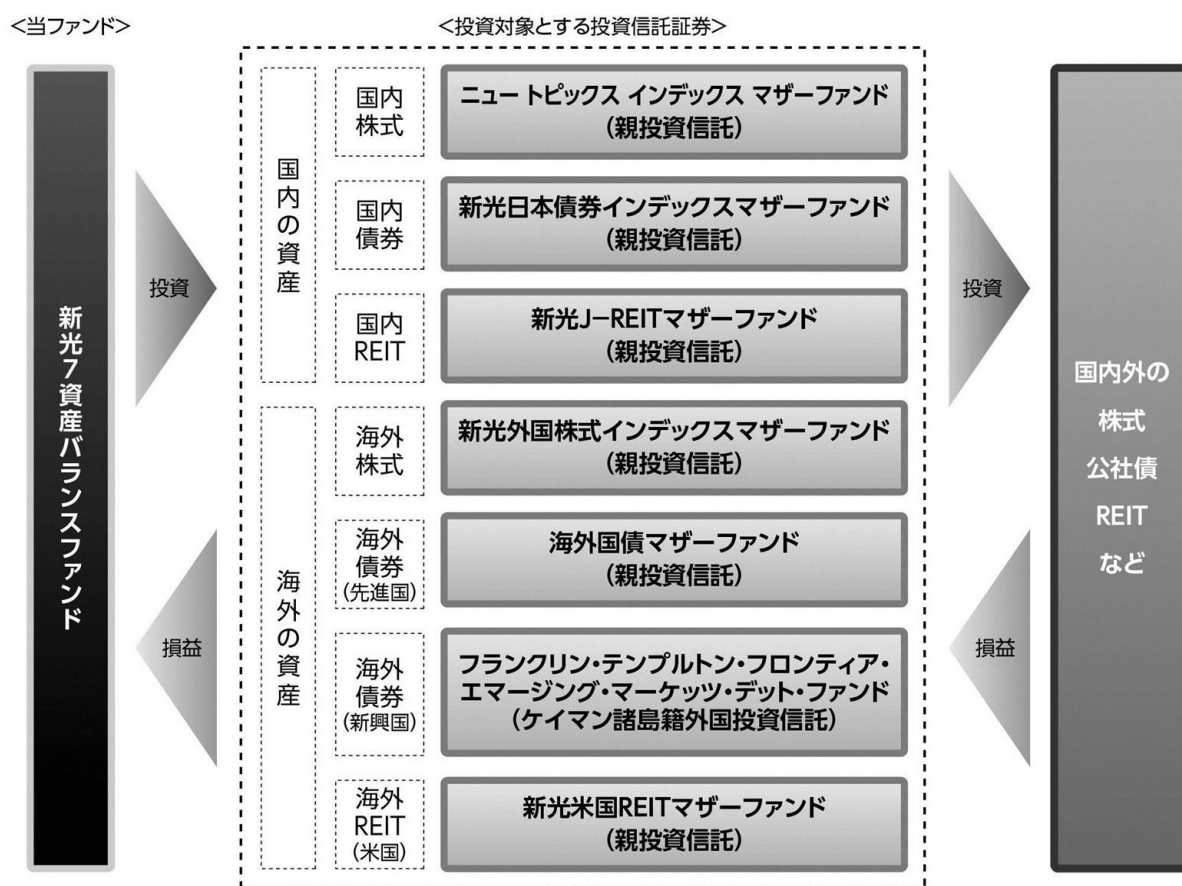 ＜当ファンド＞
＜投資対象とする投資信託証券＞
新光7資産バランスファンド
投資
損益
国内の資産
国内
株式
ニュー トピックス インデックス マザーファンド
（親投資信託）
国内
債券
新光日本債券インデックスマザーファンド
（親投資信託）
国内
REIT
新光J−REITマザーファンド
（親投資信託）
海外の資産
海外
株式
新光外国株式インデックスマザーファンド
（親投資信託）
海外
債券
（先進国）
海外国債マザーファンド
（親投資信託）
海外
債券
（新興国）
フランクリン・テンプルトン・フロンティア・
エマージング・マーケッツ・デット・ファンド
（ケイマン諸島籍外国投資信託）
海外
REIT
（米国）
新光米国REITマザーファンド
（親投資信託）
投資
損益
国内外の
株式
公社債
REIT
など